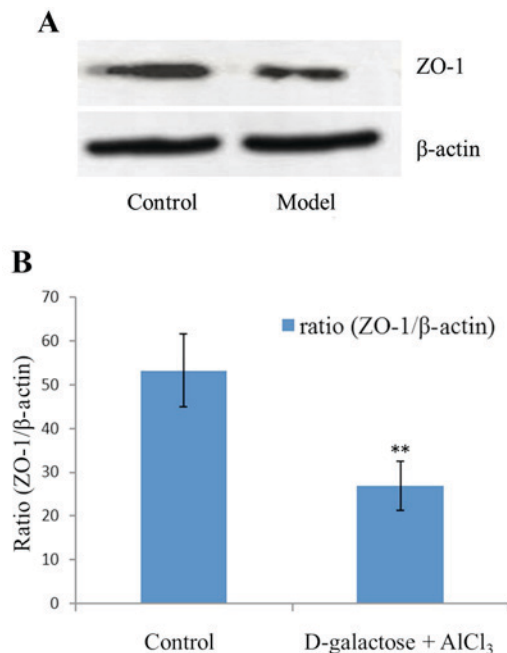 A
ZO-1
β-actin
Control Model
B
70
60
50
40
30
20
10
0
Ratio (ZO-1/β-actin)
ratio (ZO-1/β-actin)
**
Control D-galactose + AlCl₃